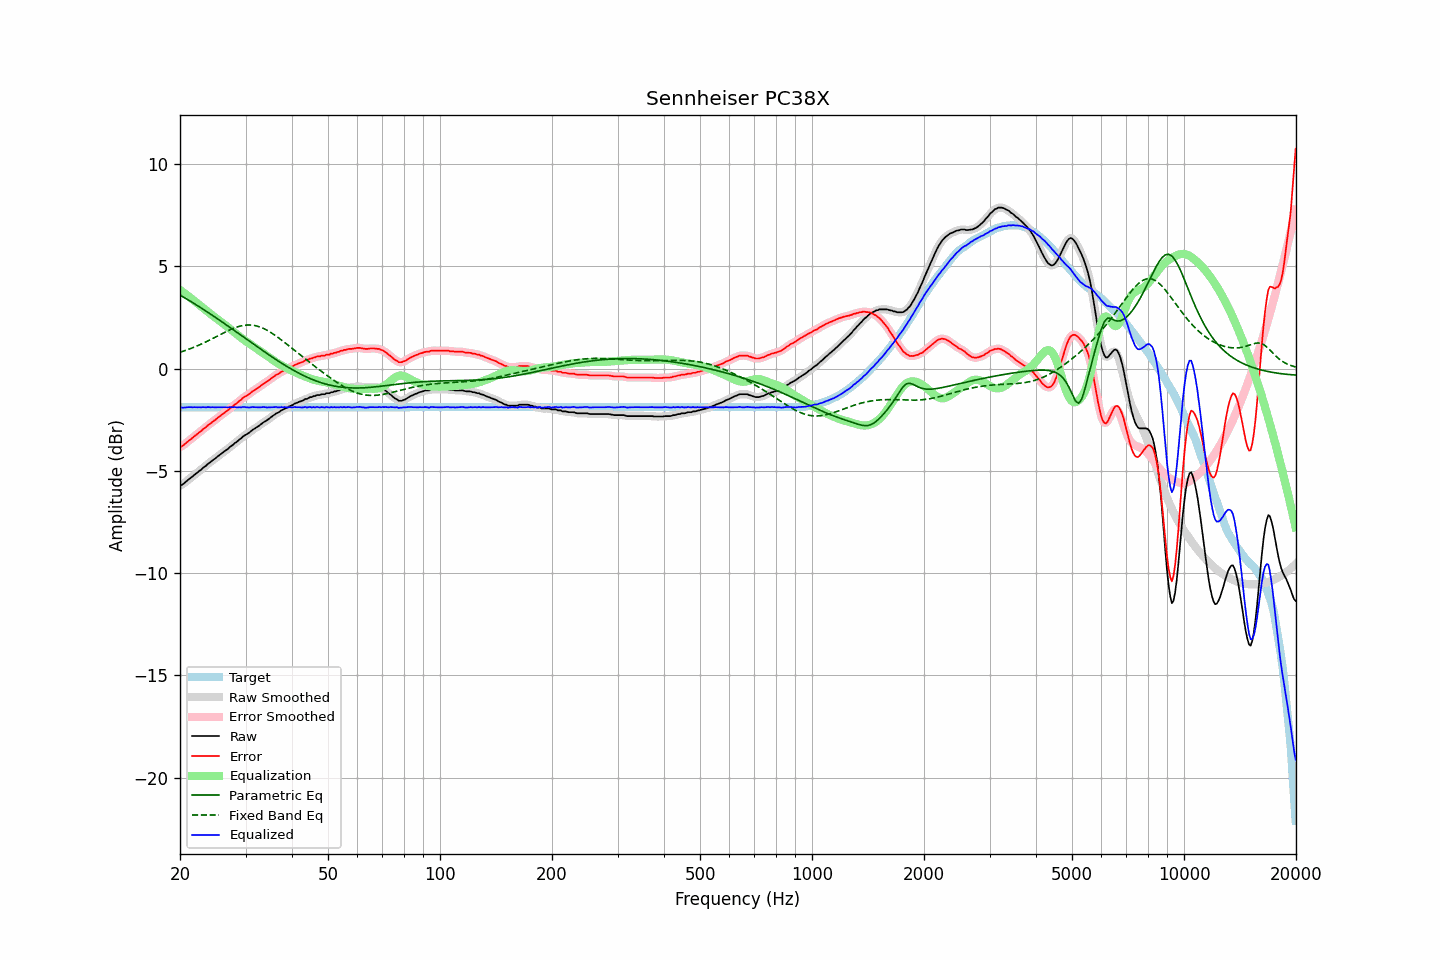 Sennheiser PC38X
Amplitude (dBr)
10
5
0
−5
−10
−15
−20
Target
Raw Smoothed
Error Smoothed
Raw
Error
Equalization
Parametric Eq
Fixed Band Eq
Equalized
20 50 100 200 500 1000 2000 5000 10000 20000
Frequency (Hz)